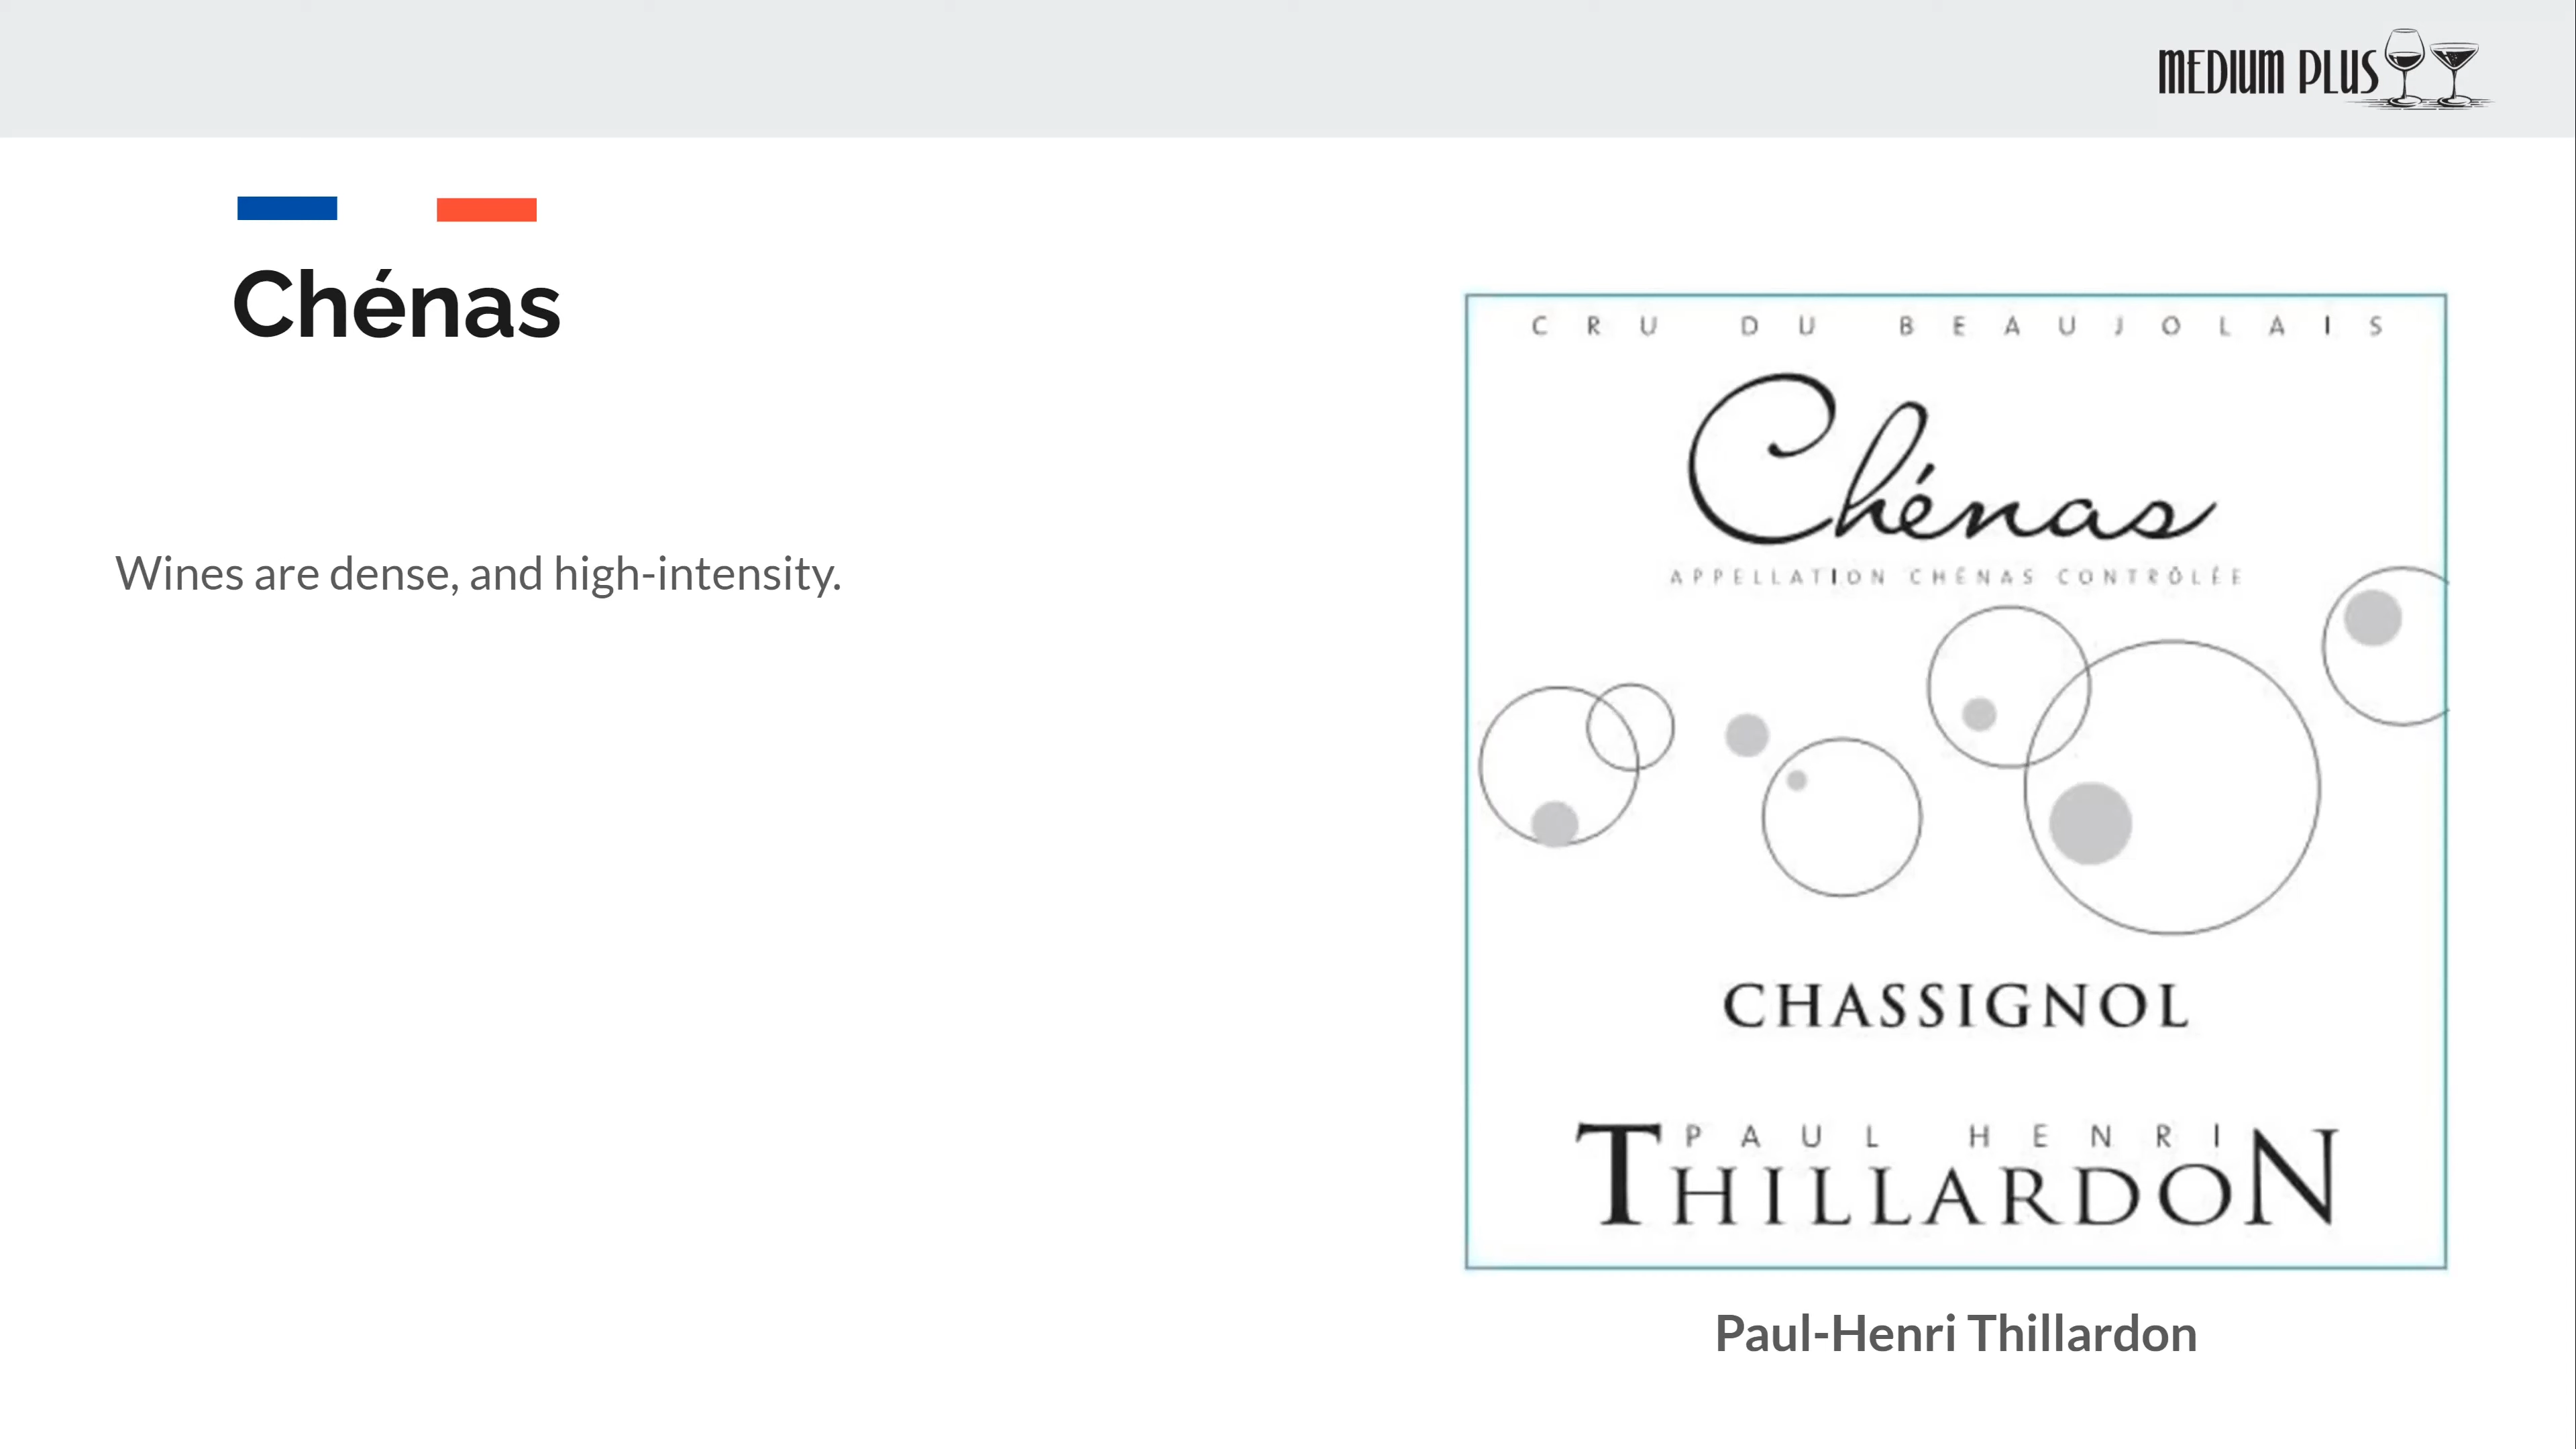 MEDIUM PLUS
Chénas
Wines are dense, and high-intensity.
CRU DU BEAUJOLAIS
Chénas
APPELLATION CHÉNAS CONTRÔLÉE
CHASSIGNOL
PAUL HENRI
THILLARDON
Paul-Henri Thillardon